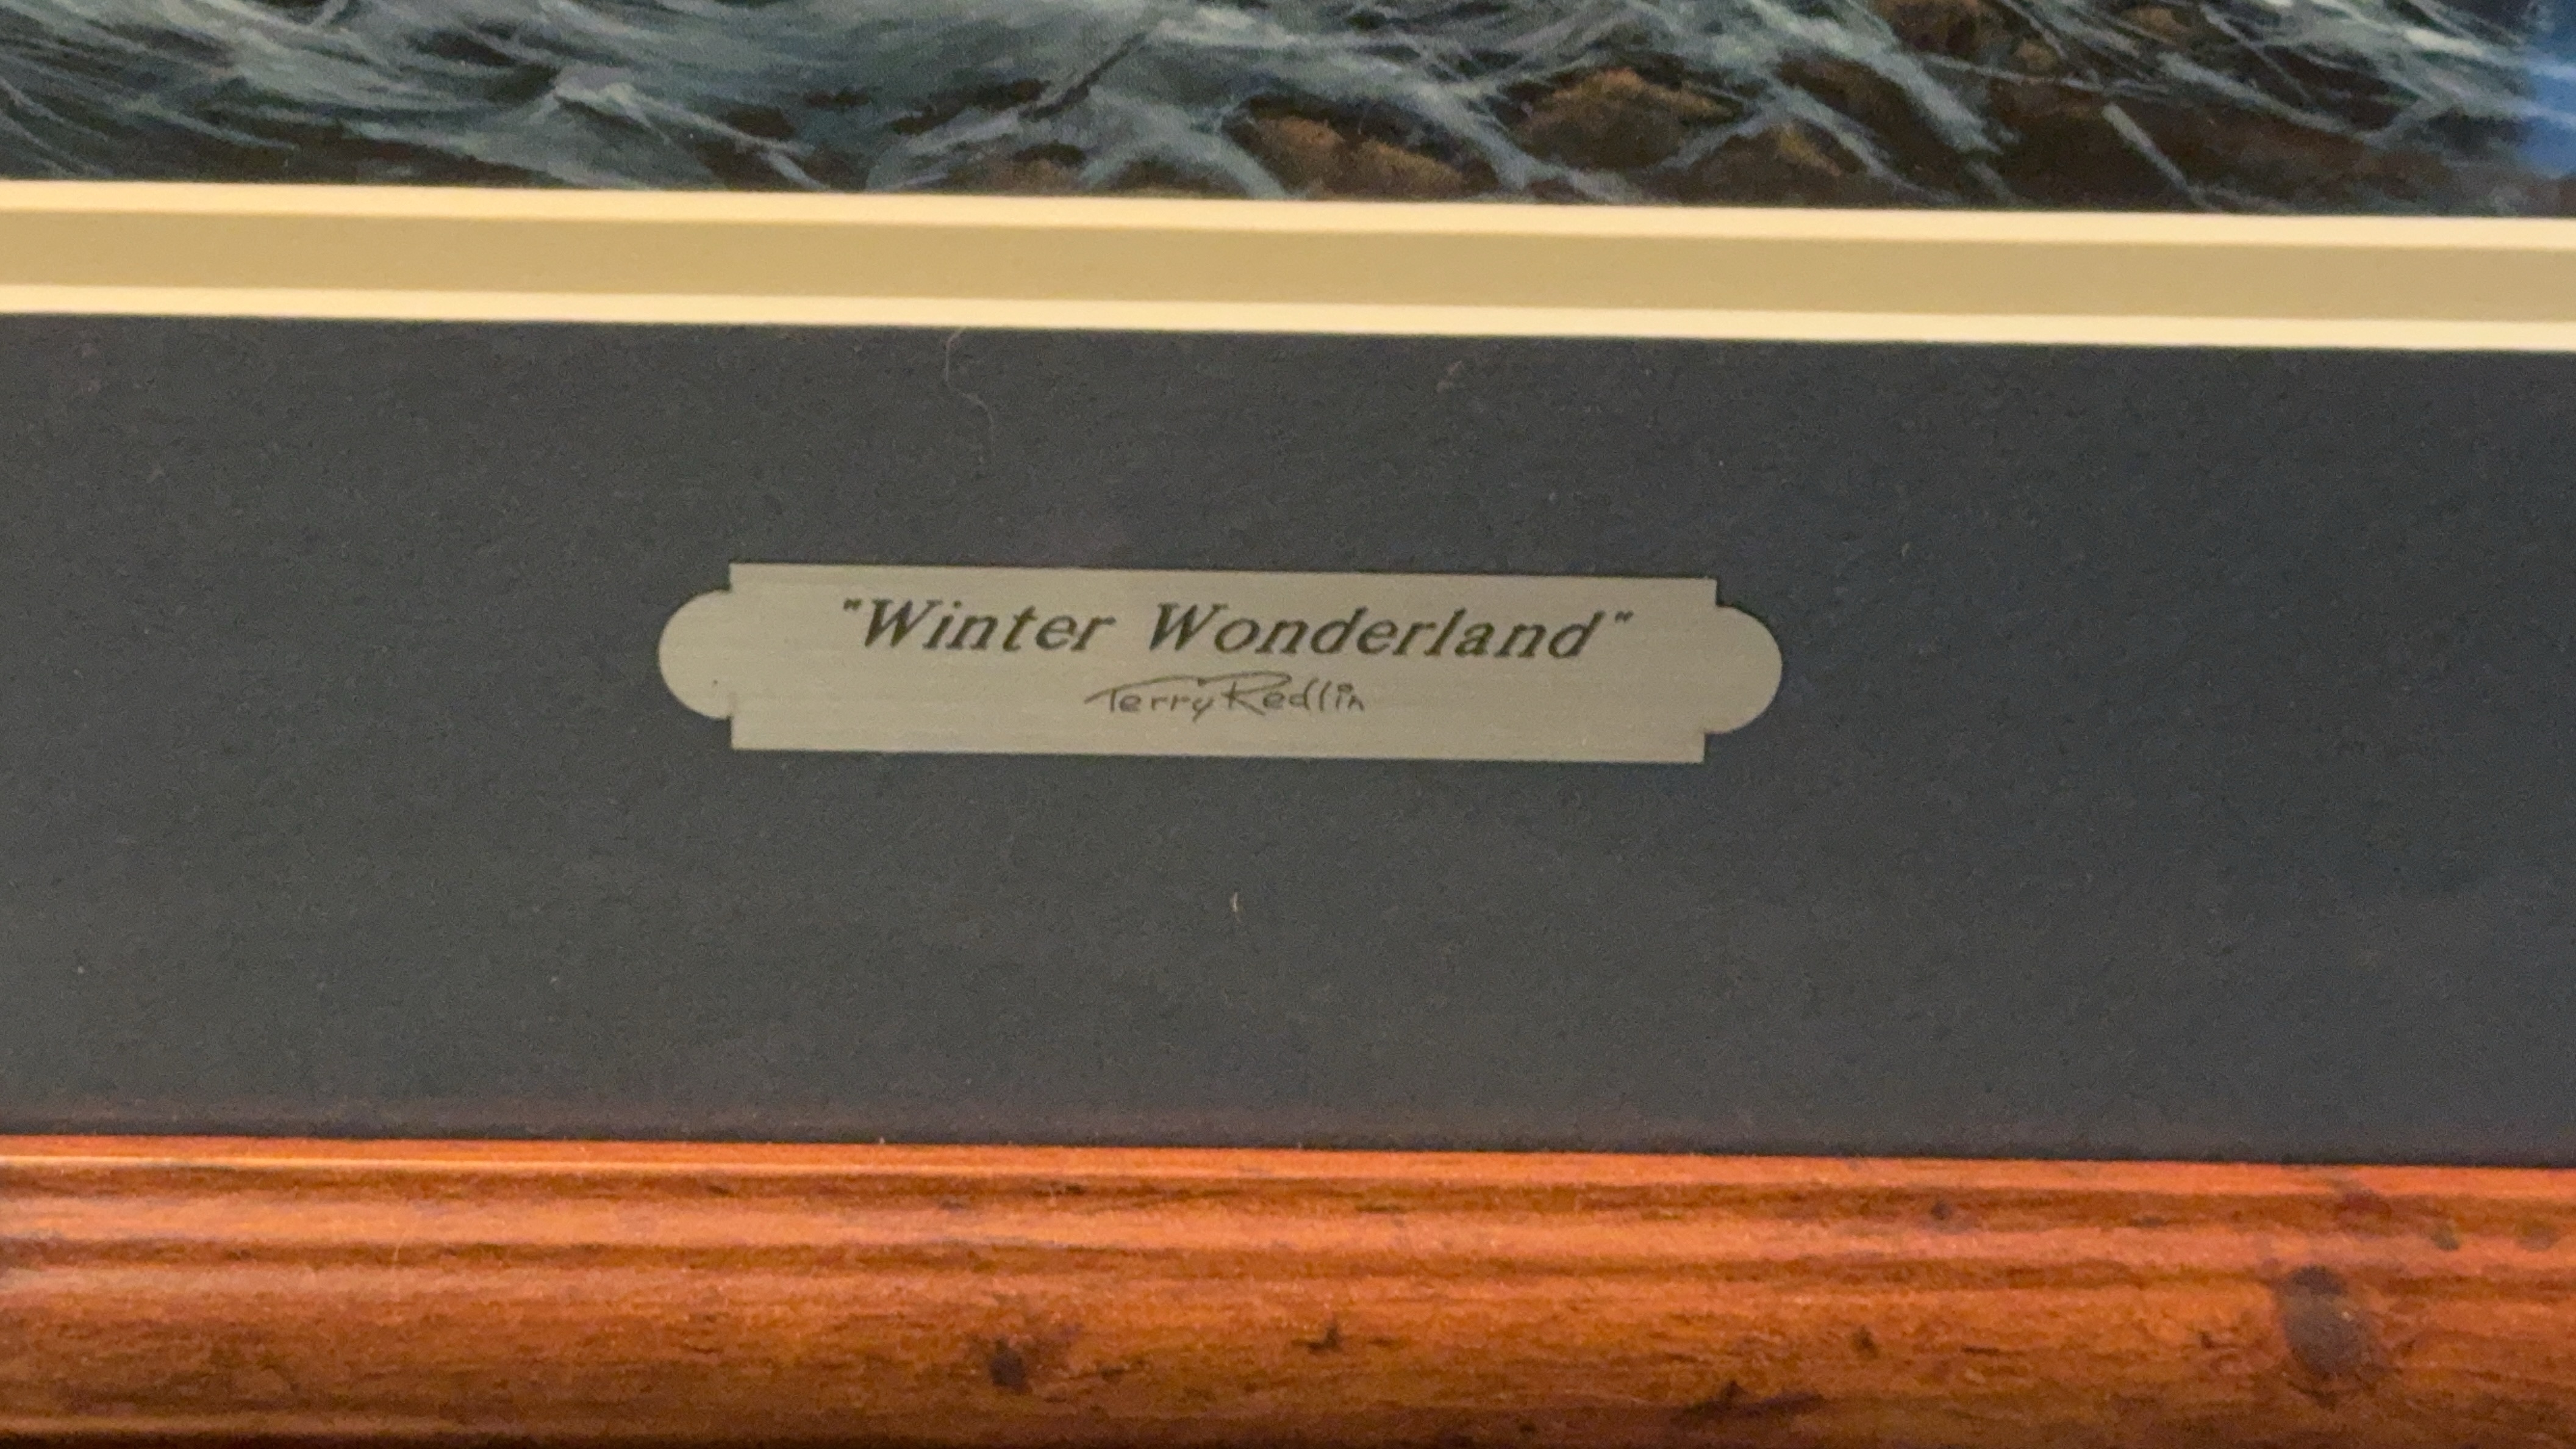 "Winter Wonderland"
Terry Redlin